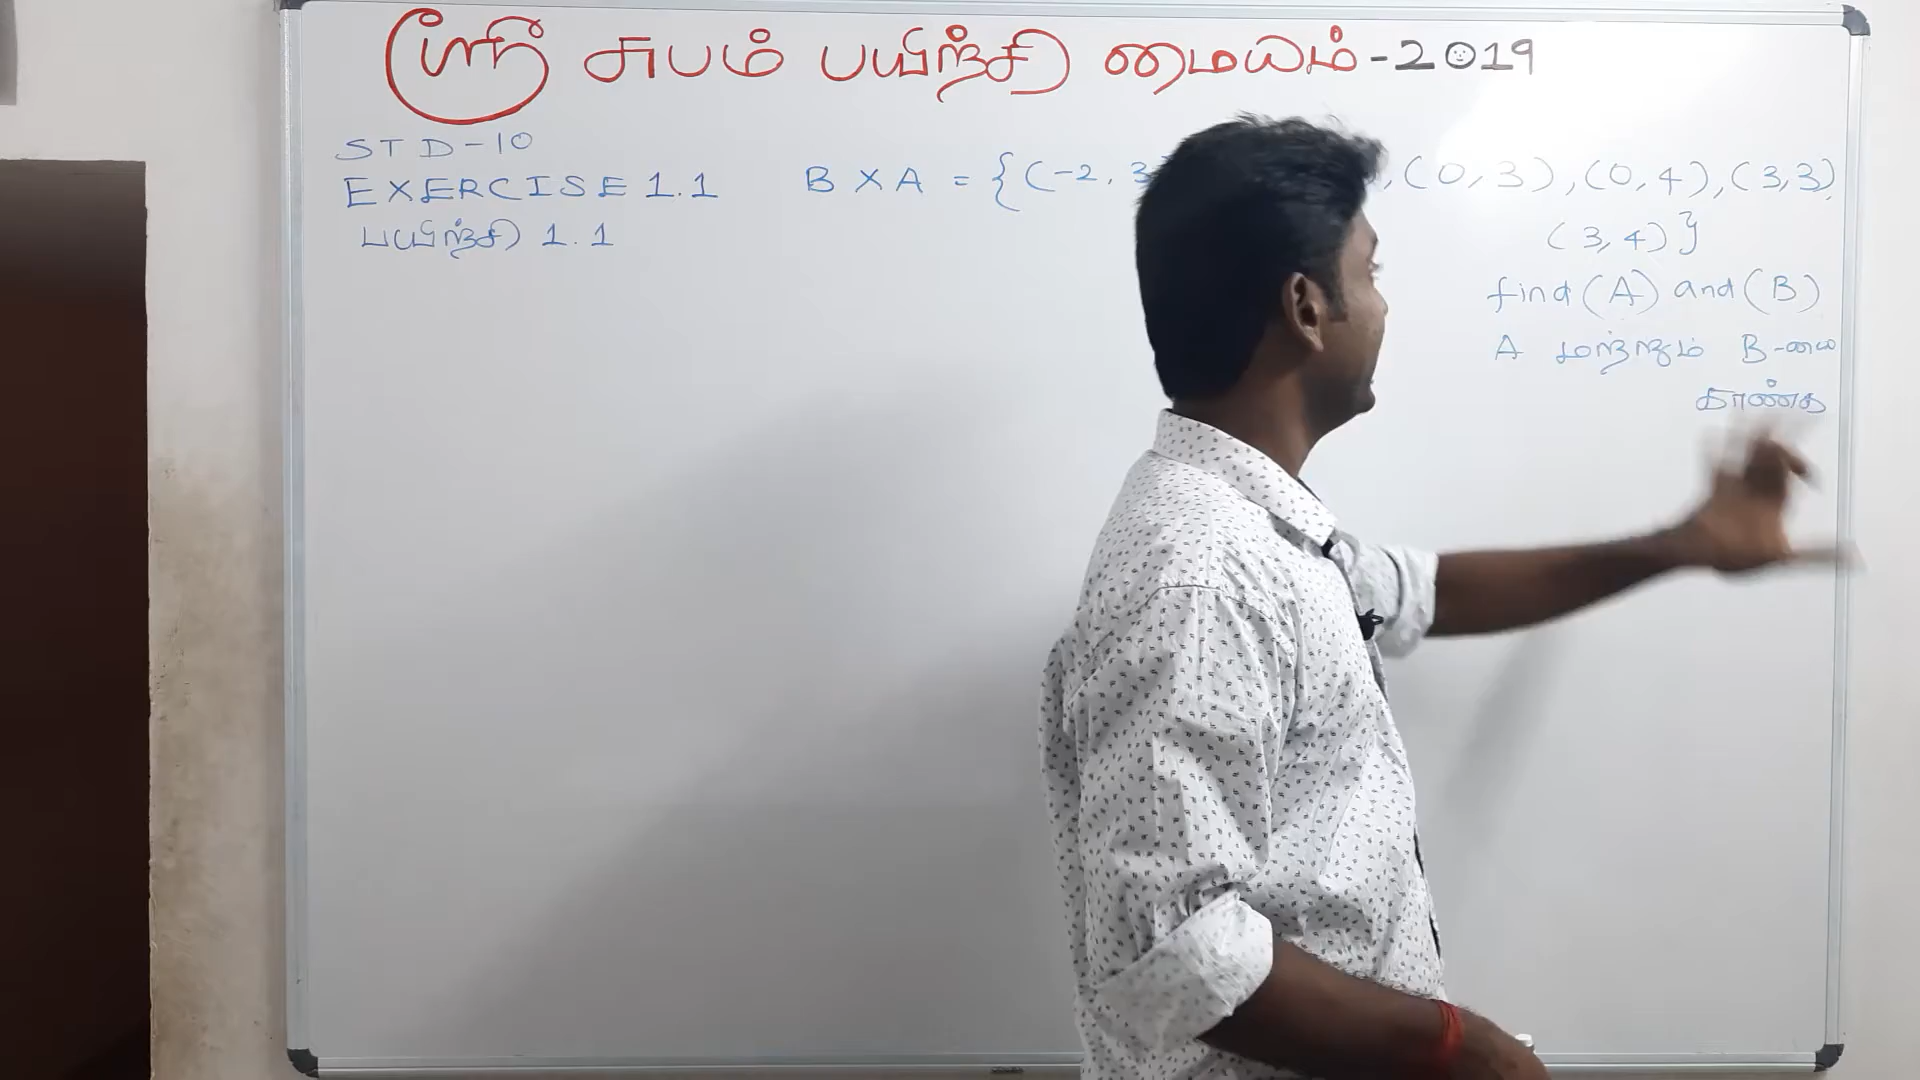 ஸ்ரீ சுபம் பயிற்சி மையம் -2019
STD-10
EXERCISE 1.1
பயிற்சி 1.1
B X A = {(-2, 3 , (0, 3), (0, 4), (3, 3),
(3, 4)}
find (A) and (B)
A மற்றும் B-யை
காண்க